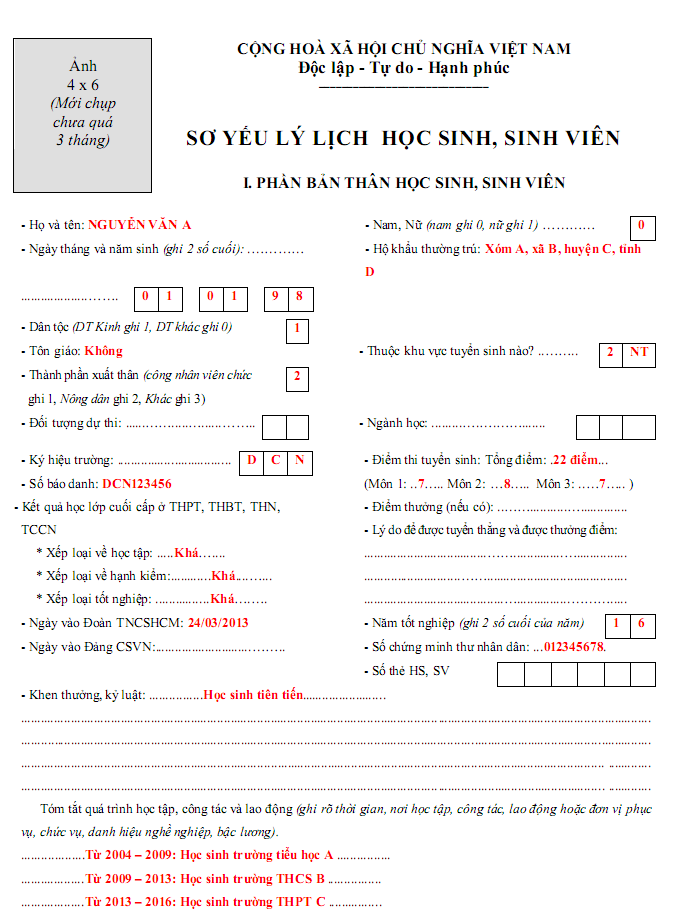 Ảnh
4 x 6
(Mới chụp
chưa quá
3 tháng)
CỘNG HOÀ XÃ HỘI CHỦ NGHĨA VIỆT NAM
Độc lập - Tự do - Hạnh phúc
SƠ YẾU LÝ LỊCH HỌC SINH, SINH VIÊN
I. PHẦN BẢN THÂN HỌC SINH, SINH VIÊN
- Họ và tên: NGUYỄN VĂN A
- Nam, Nữ (nam ghi 0, nữ ghi 1) ………… 0
- Ngày tháng và năm sinh (ghi 2 số cuối): …………
- Hộ khẩu thường trú: Xóm A, xã B, huyện C, tỉnh
D
........................... 0 1 0 1 9 8
- Dân tộc (DT Kinh ghi 1, DT khác ghi 0) 1
- Tôn giáo: Không
- Thuộc khu vực tuyển sinh nào? .......... 2 NT
- Thành phần xuất thân (công nhân viên chức 2
ghi 1, Nông dân ghi 2, Khác ghi 3)
- Đối tượng dự thi: .................................
- Ngành học: .............................
- Ký hiệu trường: ................................... D C N
- Điểm thi tuyển sinh: Tổng điểm: .22 điểm...
- Số báo danh: DCN123456
(Môn 1: ..7..... Môn 2: ...8..... Môn 3: .....7..... )
- Kết quả học lớp cuối cấp ở THPT, THBT, THN,
TCCN
- Điểm thưởng (nếu có): ....................................
- Lý do để được tuyển thẳng và được thưởng điểm:
* Xếp loại về học tập: .....Khá.......
* Xếp loại về hạnh kiểm:............Khá...........
* Xếp loại tốt nghiệp: .................Khá.........
- Ngày vào Đoàn TNCSHCM: 24/03/2013
- Năm tốt nghiệp (ghi 2 số cuối của năm) 1 6
- Ngày vào Đảng CSVN:.......................................
- Số chứng minh thư nhân dân: ...012345678.
- Số thẻ HS, SV
- Khen thưởng, kỷ luật: ................Học sinh tiên tiến.........................
Tóm tắt quá trình học tập, công tác và lao động (ghi rõ thời gian, nơi học tập, công tác, lao động hoặc đơn vị phục
vụ, chức vụ, danh hiệu nghề nghiệp, bậc lương).
...................Từ 2004 – 2009: Học sinh trường tiểu học A ................
...................Từ 2009 – 2013: Học sinh trường THCS B ................
...................Từ 2013 – 2016: Học sinh trường THPT C ................